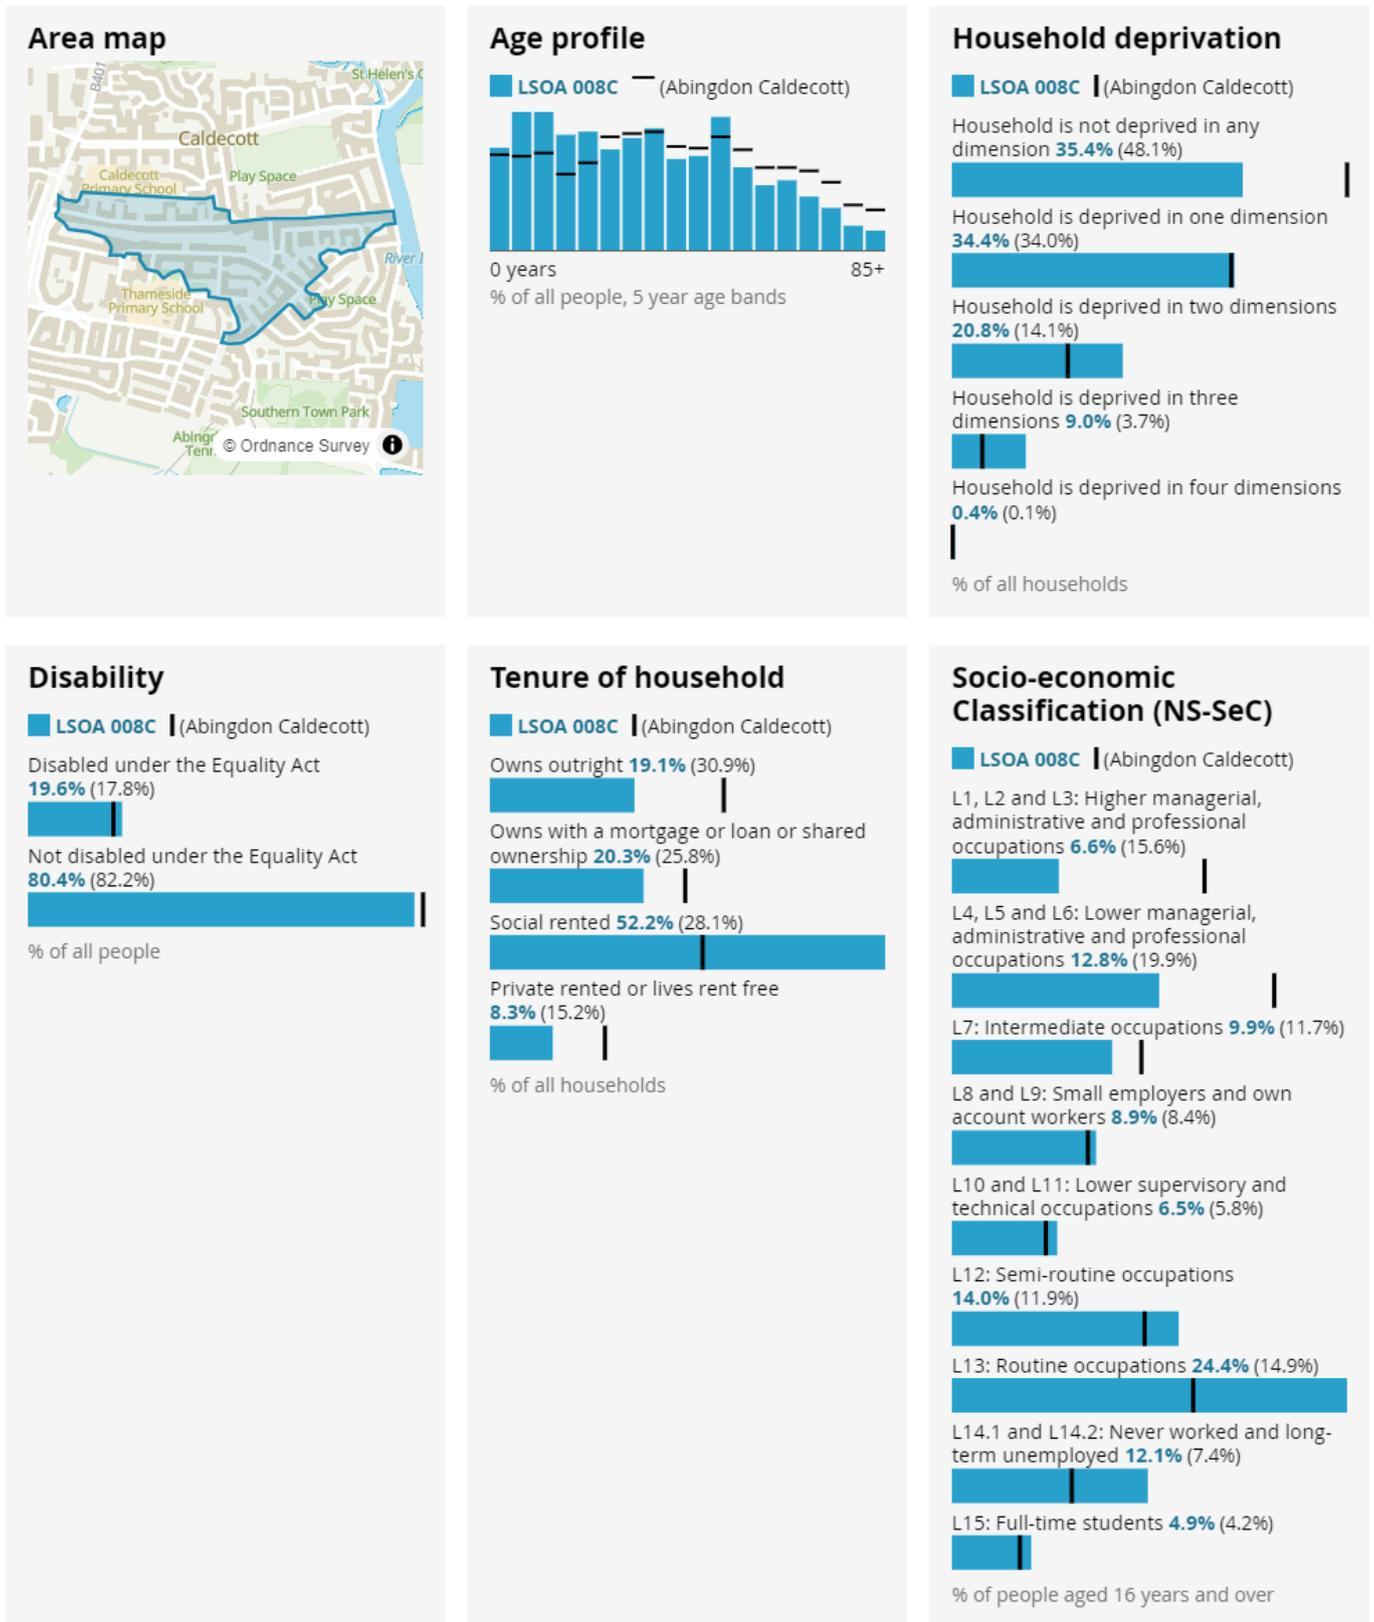 Area map
B401
St Helen's C
Caldecott
Caldecott
Primary School
Play Space
River
Thameside
Primary School
Play Space
Southern Town Park
Abing
Tenr
© Ordnance Survey
Age profile
LSOA 008C (Abingdon Caldecott)
0 years 85+
% of all people, 5 year age bands
Household deprivation
LSOA 008C (Abingdon Caldecott)
Household is not deprived in any
dimension 35.4% (48.1%)
Household is deprived in one dimension
34.4% (34.0%)
Household is deprived in two dimensions
20.8% (14.1%)
Household is deprived in three
dimensions 9.0% (3.7%)
Household is deprived in four dimensions
0.4% (0.1%)
% of all households
Disability
LSOA 008C (Abingdon Caldecott)
Disabled under the Equality Act
19.6% (17.8%)
Not disabled under the Equality Act
80.4% (82.2%)
% of all people
Tenure of household
LSOA 008C (Abingdon Caldecott)
Owns outright 19.1% (30.9%)
Owns with a mortgage or loan or shared
ownership 20.3% (25.8%)
Social rented 52.2% (28.1%)
Private rented or lives rent free
8.3% (15.2%)
% of all households
Socio-economic
Classification (NS-SeC)
LSOA 008C (Abingdon Caldecott)
L1, L2 and L3: Higher managerial,
administrative and professional
occupations 6.6% (15.6%)
L4, L5 and L6: Lower managerial,
administrative and professional
occupations 12.8% (19.9%)
L7: Intermediate occupations 9.9% (11.7%)
L8 and L9: Small employers and own
account workers 8.9% (8.4%)
L10 and L11: Lower supervisory and
technical occupations 6.5% (5.8%)
L12: Semi-routine occupations
14.0% (11.9%)
L13: Routine occupations 24.4% (14.9%)
L14.1 and L14.2: Never worked and long-
term unemployed 12.1% (7.4%)
L15: Full-time students 4.9% (4.2%)
% of people aged 16 years and over